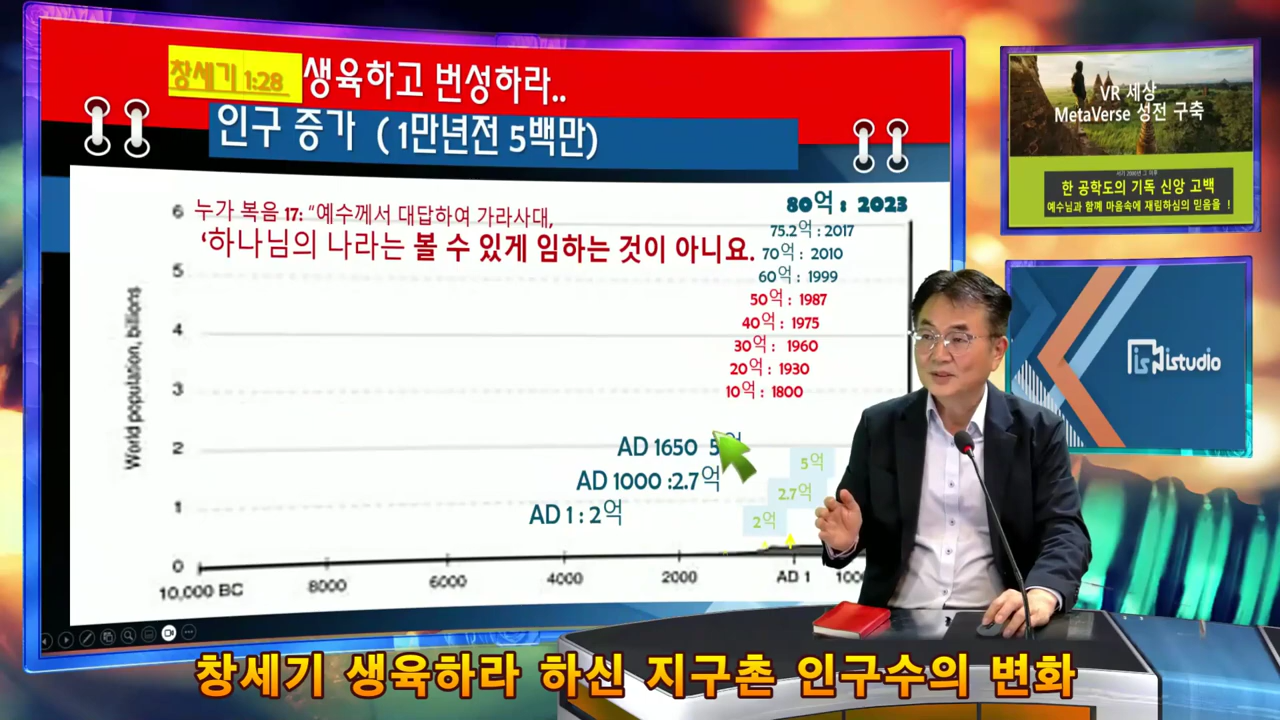 창세기 1:28 생육하고 번성하라..
인구 증가 ( 1만년전 5백만)
누가 복음 17: “예수께서 대답하여 가라사대,
‘하나님의 나라는 볼 수 있게 임하는 것이 아니요.
80억 : 2023
75.2억 : 2017
70억 : 2010
60억 : 1999
50억 : 1987
40억 : 1975
30억 : 1960
20억 : 1930
10억 : 1800
AD 1650 5억
AD 1000 :2.7억
AD 1 : 2억
5억
2.7억
2억
World population, billions
6
5
4
3
2
1
0
10,000 BC 8000 6000 4000 2000 AD 1
VR 세상
MetaVerse 성전 구축
한 공학도의 기독 신앙 고백
예수님과 함께 마음속에 재림하심의 믿음을 !
is istudio
창세기 생육하라 하신 지구촌 인구수의 변화